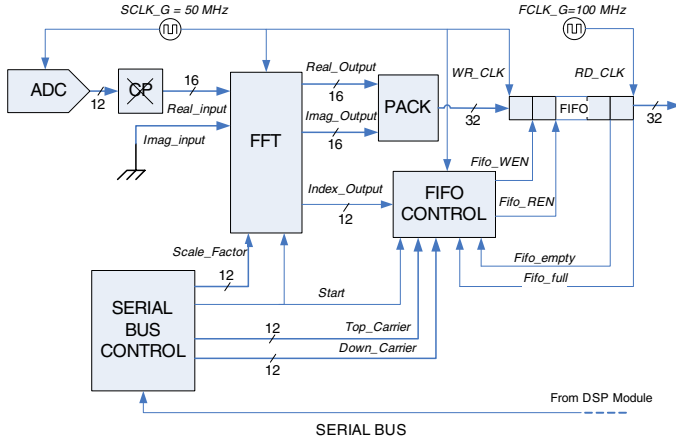 SCLK_G = 50 MHz
FCLK_G=100 MHz
ADC
12
CP
16
Real_input
Imag_input
FFT
Real_Output
16
Imag_Output
16
PACK
32
WR_CLK
RD_CLK
FIFO
32
Index_Output
12
FIFO
CONTROL
Fifo_WEN
Fifo_REN
Fifo_empty
Fifo_full
Scale_Factor
12
SERIAL
BUS
CONTROL
Start
12
Top_Carrier
Down_Carrier
12
From DSP Module
SERIAL BUS